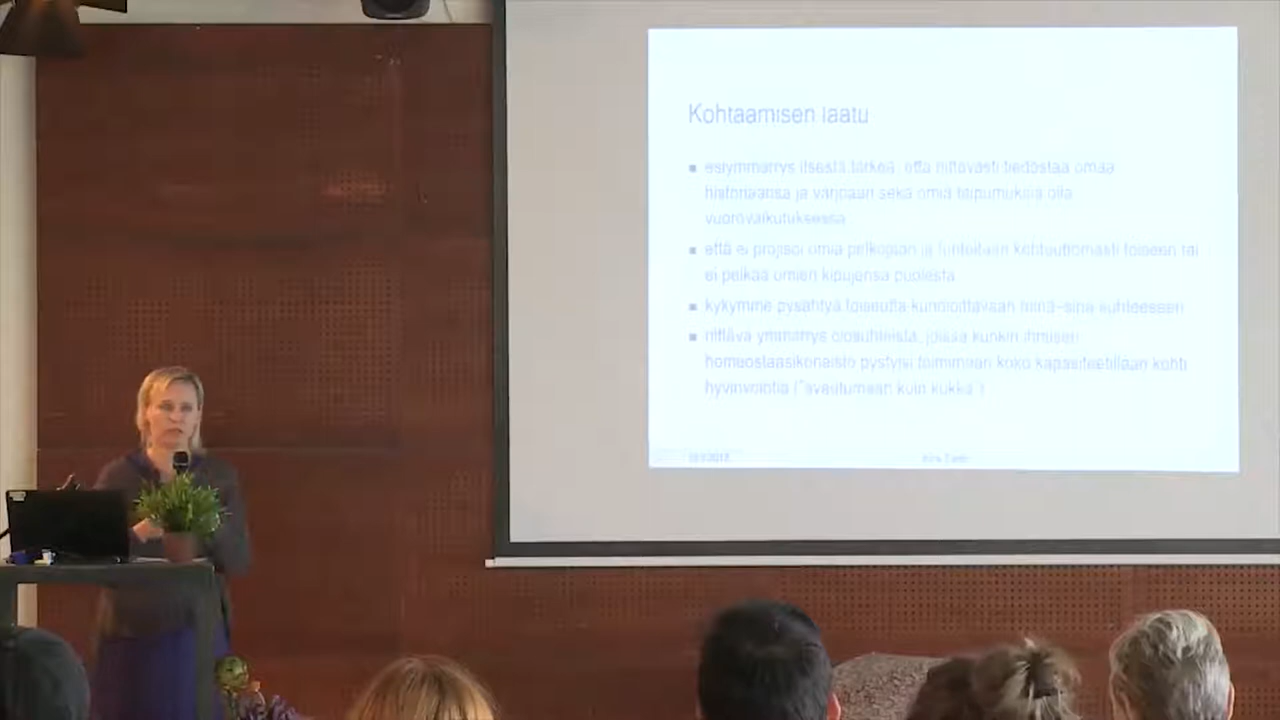 Kohtaamisen laatu
esiymmärrys itsestä tärkeä, että riittävästi tiedostaa omaa
historiaansa ja varjoaan sekä omia taipumuksia olla
vuorovaikutuksessa
että ei projisoi omia pelkojaan ja tunteitaan kohtuuttomasti toiseen tai
ei pelkää omien kipujensa puolesta
kykymme pysähtyä toiseutta kunnioittavaan minä-sinä suhteeseen
riittävä ymmärrys olosuhteista, joissa kunkin ihmisen
homeostaasikoneisto pystyisi toimimaan koko kapasiteetillaan kohti
hyvinvointia ("avautumaan kuin kukka")